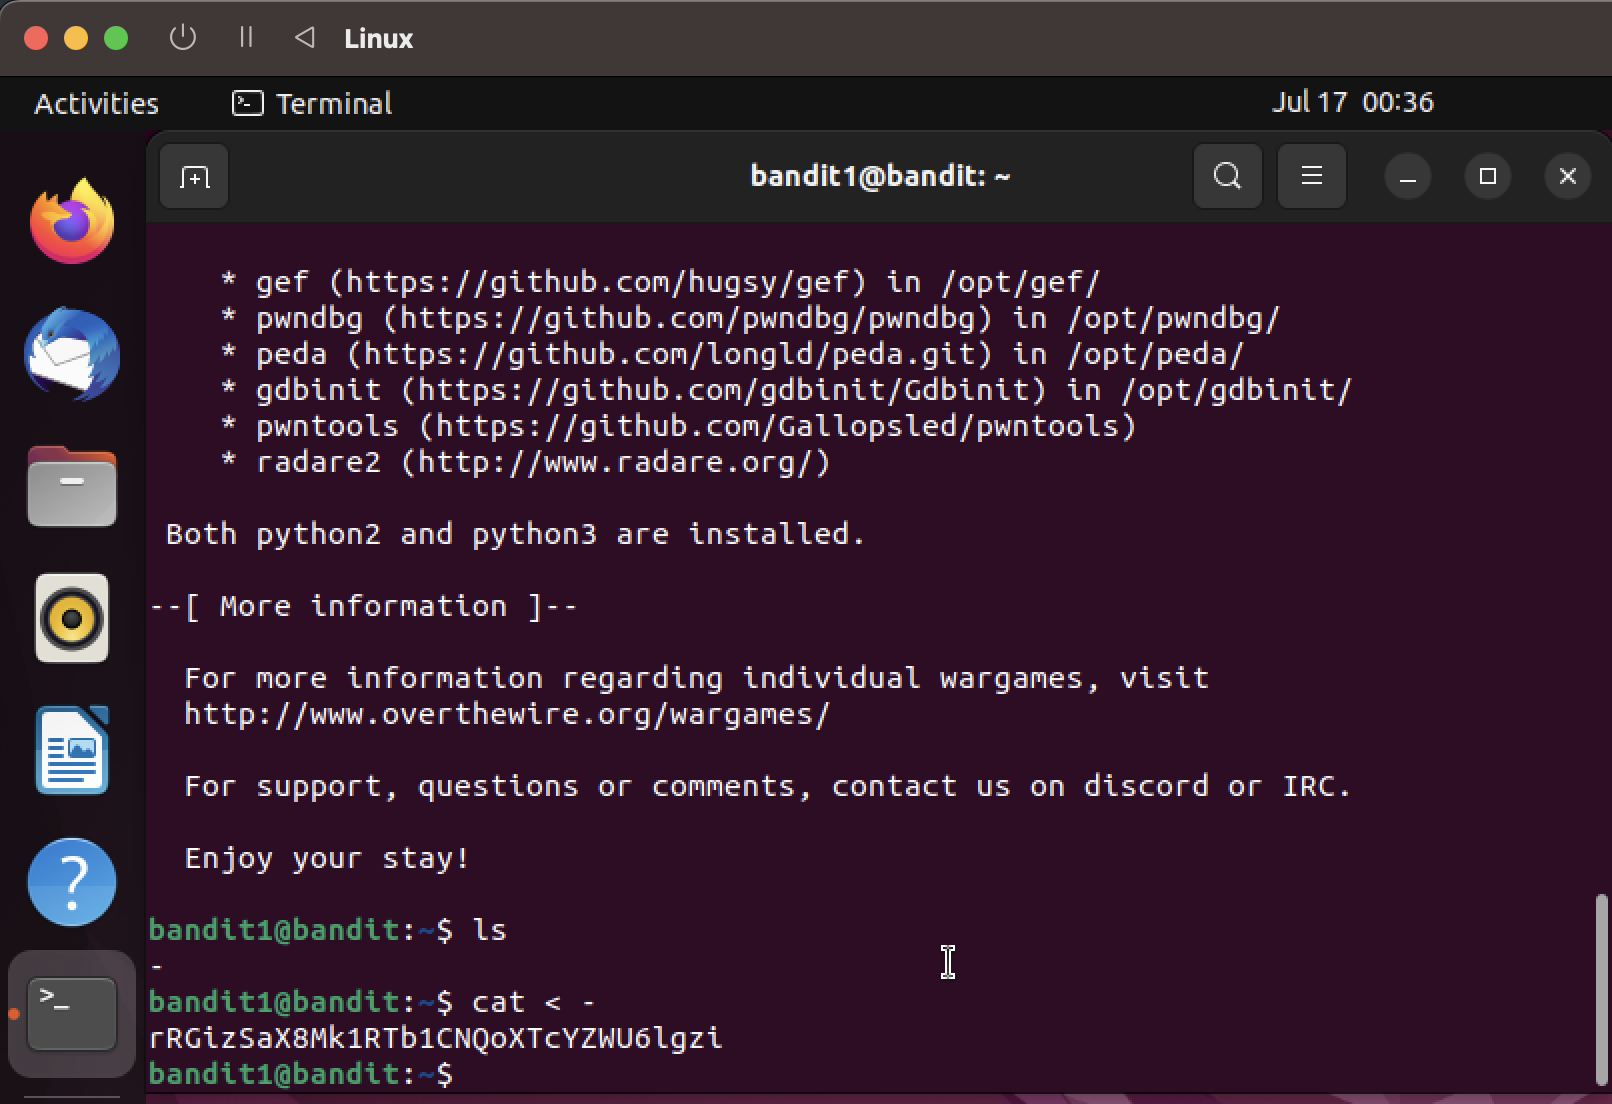 Linux
Activities
Terminal
Jul 17 00:36
bandit1@bandit: ~
* gef (https://github.com/hugsy/gef) in /opt/gef/
* pwndbg (https://github.com/pwndbg/pwndbg) in /opt/pwndbg/
* peda (https://github.com/longld/peda.git) in /opt/peda/
* gdbinit (https://github.com/gdbinit/Gdbinit) in /opt/gdbinit/
* pwntools (https://github.com/Gallopsled/pwntools)
* radare2 (http://www.radare.org/)
Both python2 and python3 are installed.
--[ More information ]--
For more information regarding individual wargames, visit
http://www.overthewire.org/wargames/
For support, questions or comments, contact us on discord or IRC.
Enjoy your stay!
bandit1@bandit:~$ ls
-
bandit1@bandit:~$ cat < -
rRGizSaX8Mk1RTb1CNQoXTcYZWU6lgzi
bandit1@bandit:~$